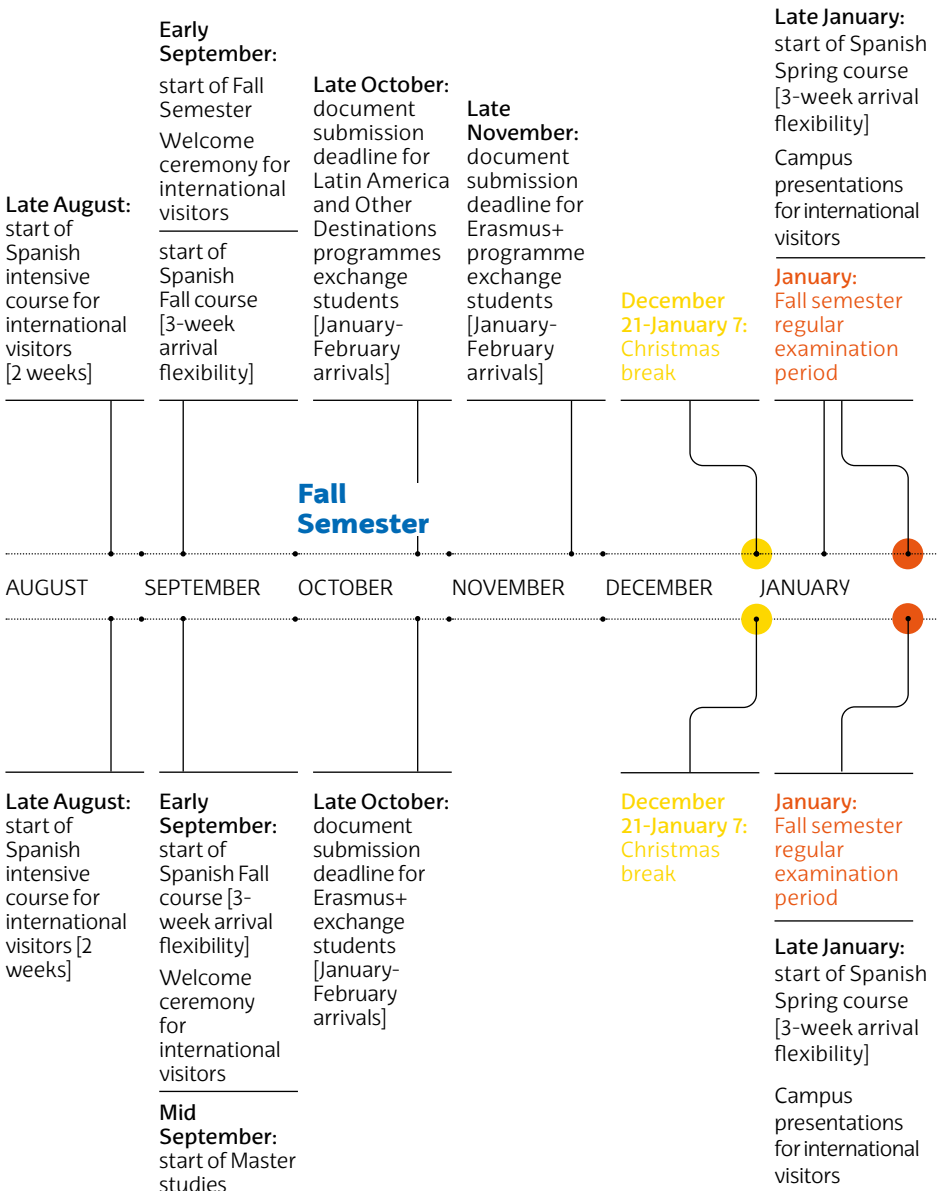 Late August:
start of
Spanish
intensive
course for
international
visitors
[2 weeks]
Early
September:
start of Fall
Semester
Welcome
ceremony for
international
visitors
start of
Spanish
Fall course
[3-week
arrival
flexibility]
Late October:
document
submission
deadline for
Latin America
and Other
Destinations
programmes
exchange
students
[January-
February
arrivals]
Late
November:
document
submission
deadline for
Erasmus+
programme
exchange
students
[January-
February
arrivals]
December
21-January 7:
Christmas
break
Late January:
start of Spanish
Spring course
[3-week arrival
flexibility]
Campus
presentations
for international
visitors
January:
Fall semester
regular
examination
period
Fall
Semester
AUGUST SEPTEMBER OCTOBER NOVEMBER DECEMBER JANUARY
Late August:
start of
Spanish
intensive
course for
international
visitors [2
weeks]
Early
September:
start of
Spanish Fall
course [3-
week arrival
flexibility]
Welcome
ceremony
for
international
visitors
Mid
September:
start of Master
studies
Late October:
document
submission
deadline for
Erasmus+
exchange
students
[January-
February
arrivals]
December
21-January 7:
Christmas
break
January:
Fall semester
regular
examination
period
Late January:
start of Spanish
Spring course
[3-week arrival
flexibility]
Campus
presentations
for international
visitors